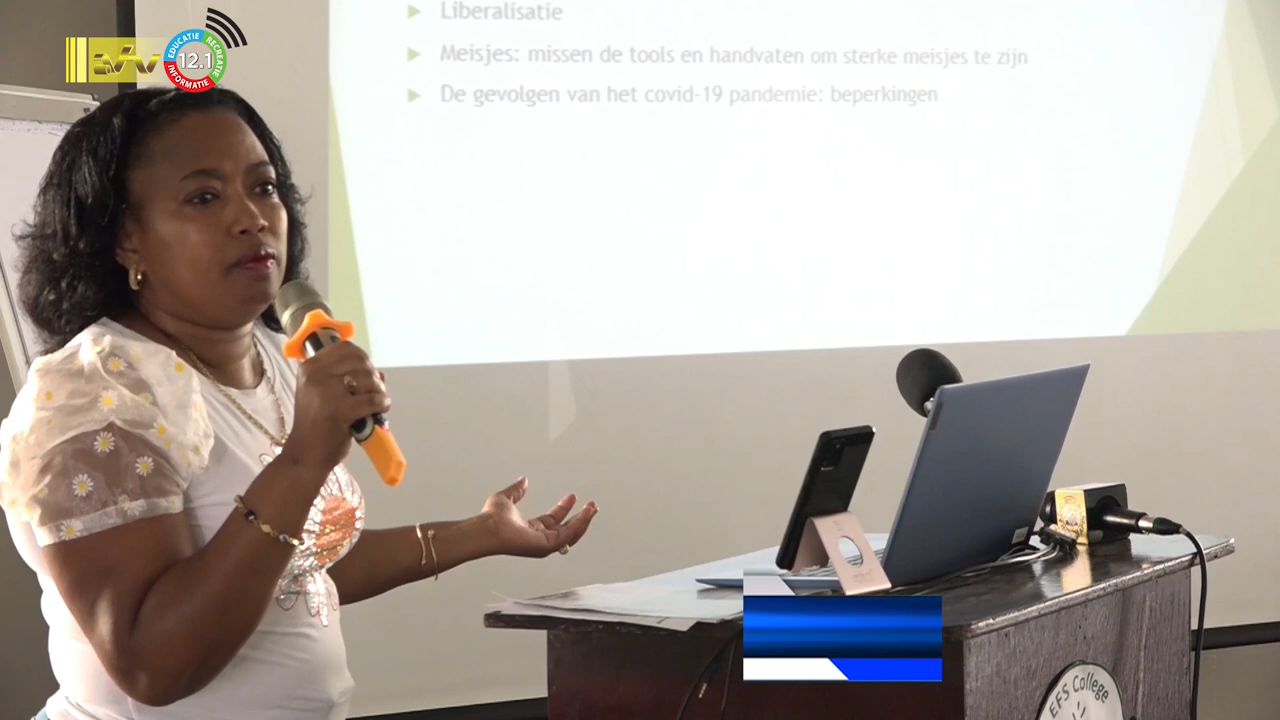 Liberalisatie
Meisjes: missen de tools en handvaten om sterke meisjes te zijn
De gevolgen van het covid-19 pandemie: beperkingen
EDUCATIE
RECREATIE
INFORMATIE
12.1
EFS College